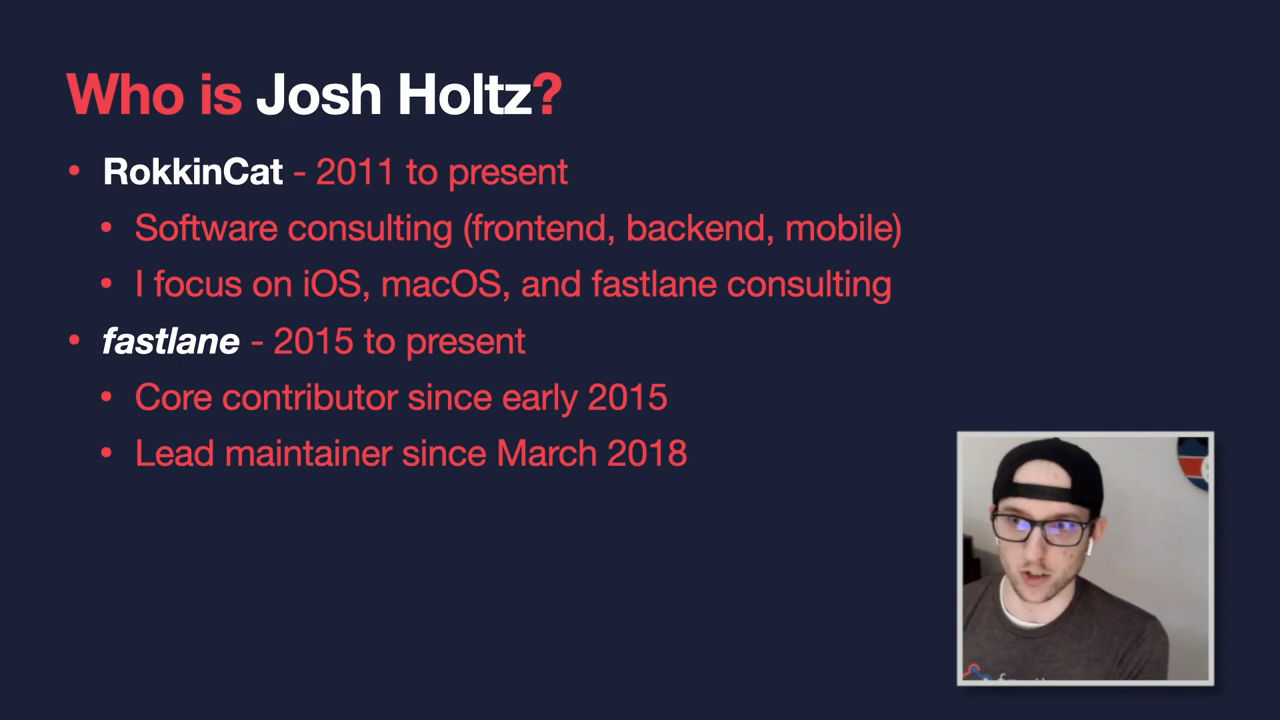 Who is Josh Holtz?
• RokkinCat - 2011 to present
• Software consulting (frontend, backend, mobile)
• I focus on iOS, macOS, and fastlane consulting
• fastlane - 2015 to present
• Core contributor since early 2015
• Lead maintainer since March 2018